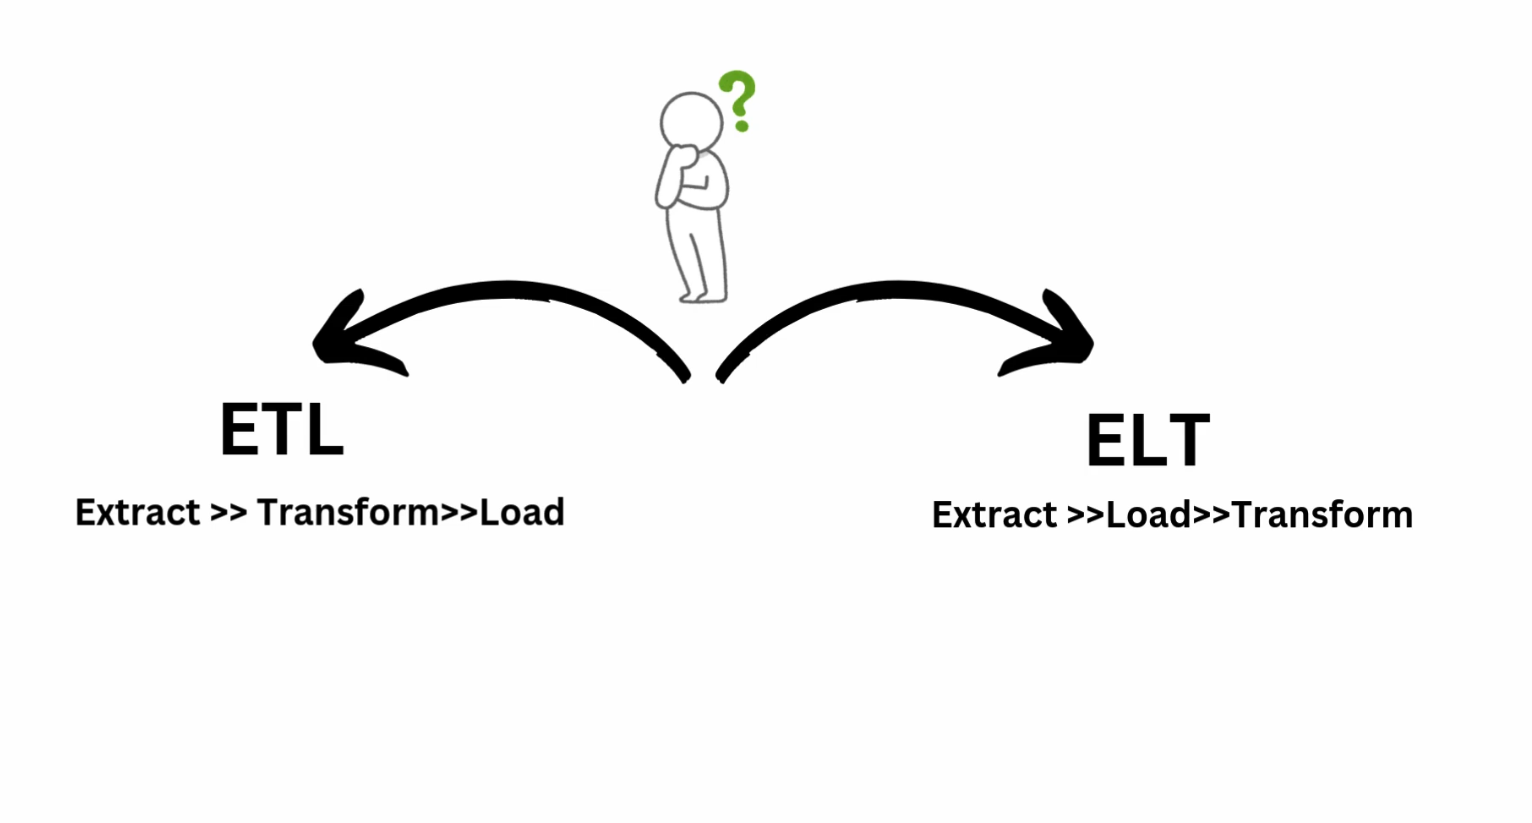 ?
ETL
ELT
Extract >> Transform>>Load
Extract >>Load>>Transform